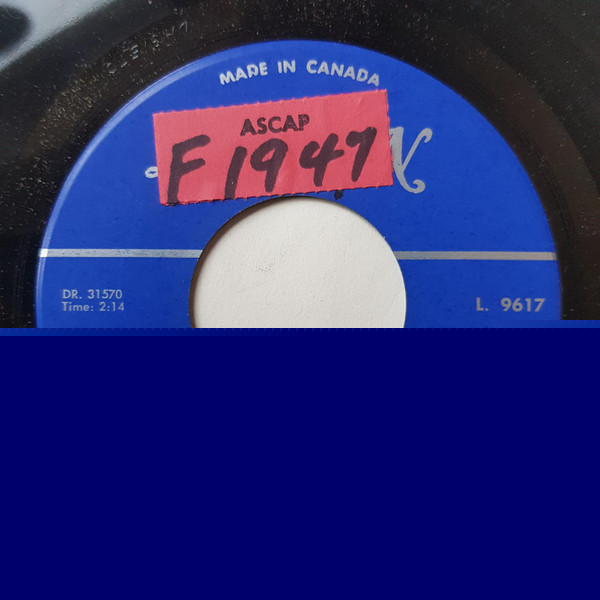 MADE IN CANADA
ASCAP
F1947
DR. 31570
Time: 2:14
L. 9617